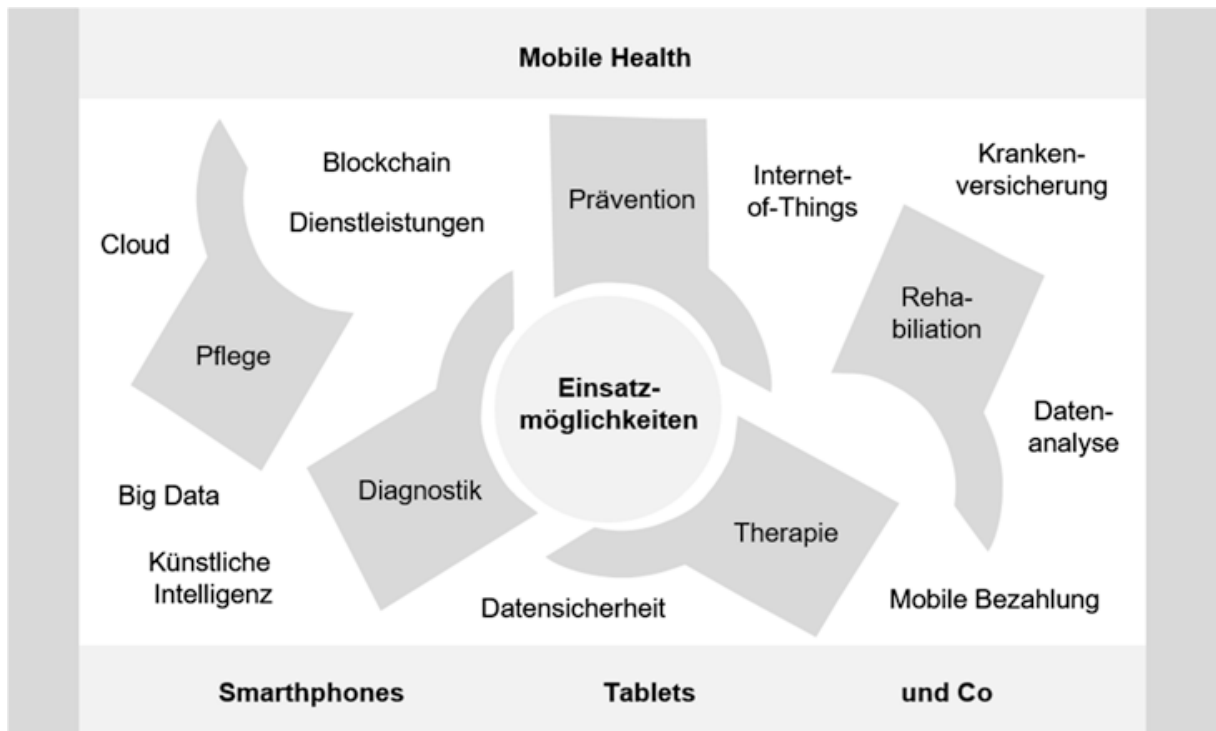 Mobile Health
Blockchain
Dienstleistungen
Cloud
Pflege
Prävention
Internet-
of-Things
Kranken-
versicherung
Reha-
biliation
Einsatz-
möglichkeiten
Daten-
analyse
Diagnostik
Therapie
Big Data
Künstliche
Intelligenz
Datensicherheit
Mobile Bezahlung
Smarthphones
Tablets
und Co